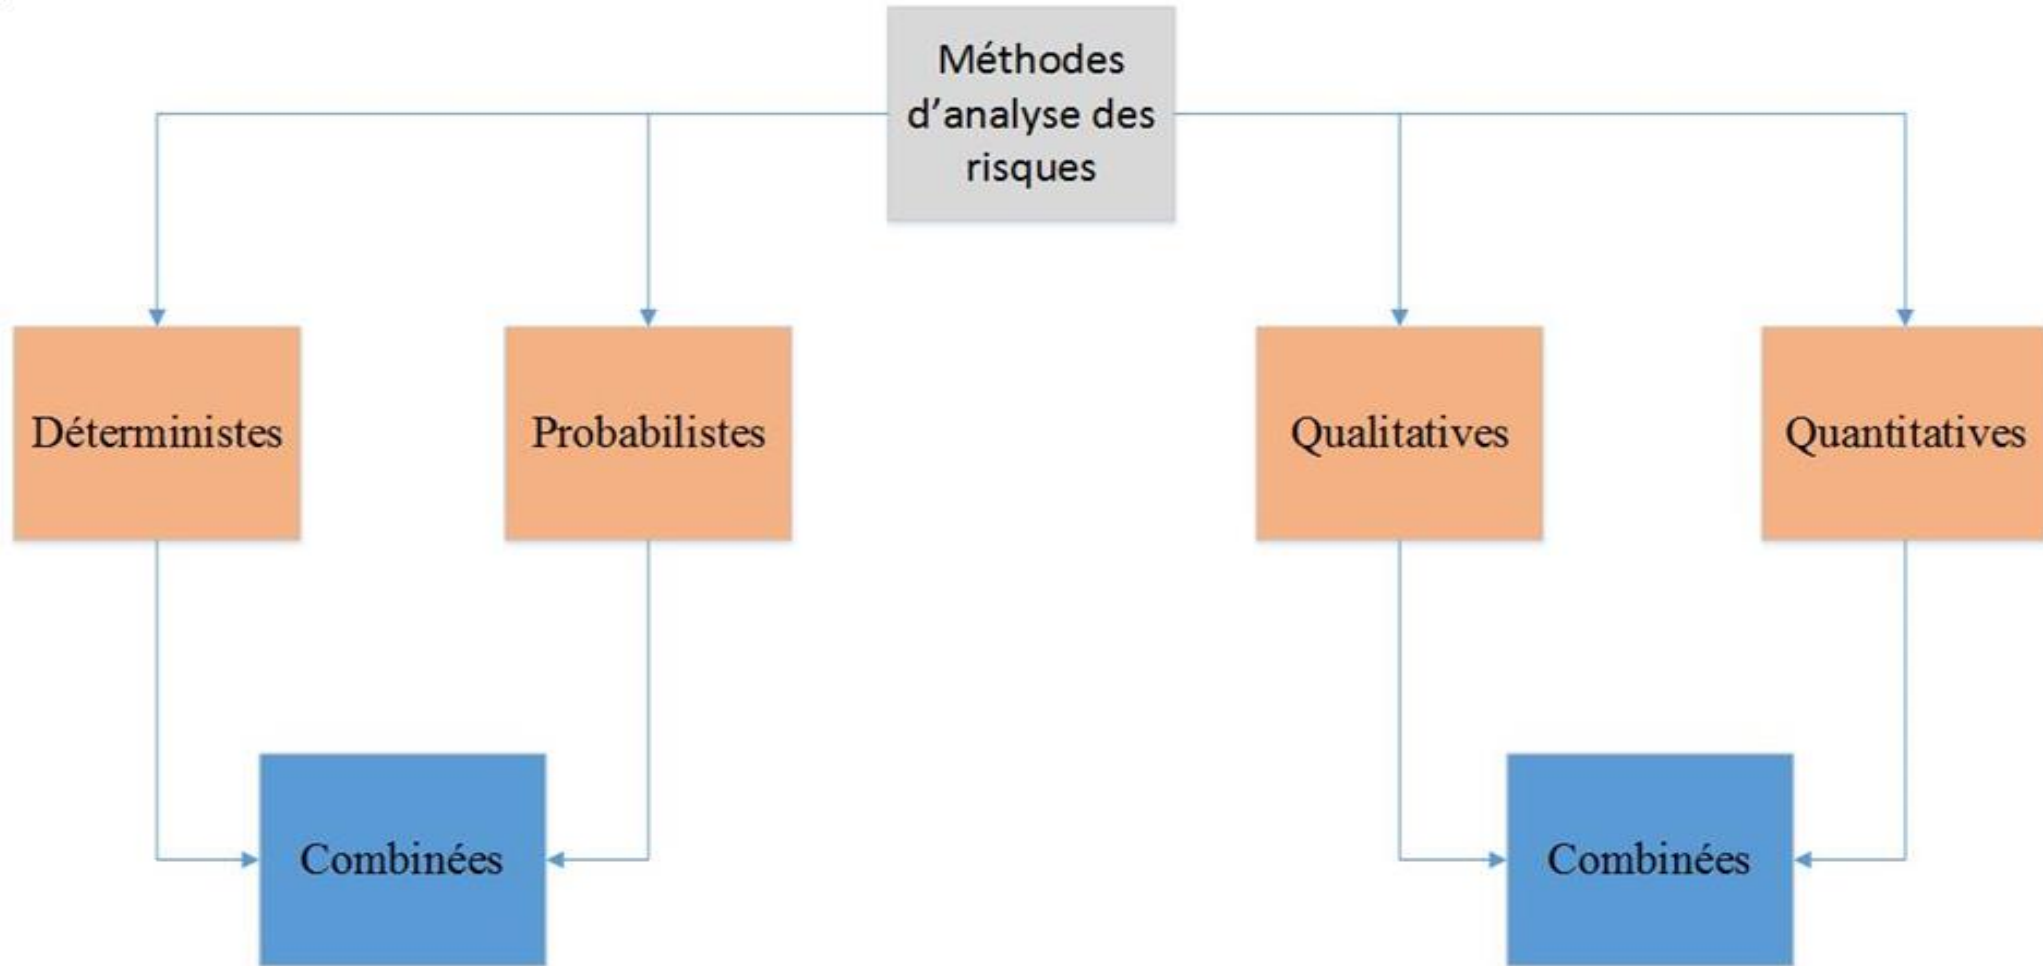 Méthodes
d’analyse des
risques
Déterministes
Probabilistes
Qualitatives
Quantitatives
Combinées
Combinées